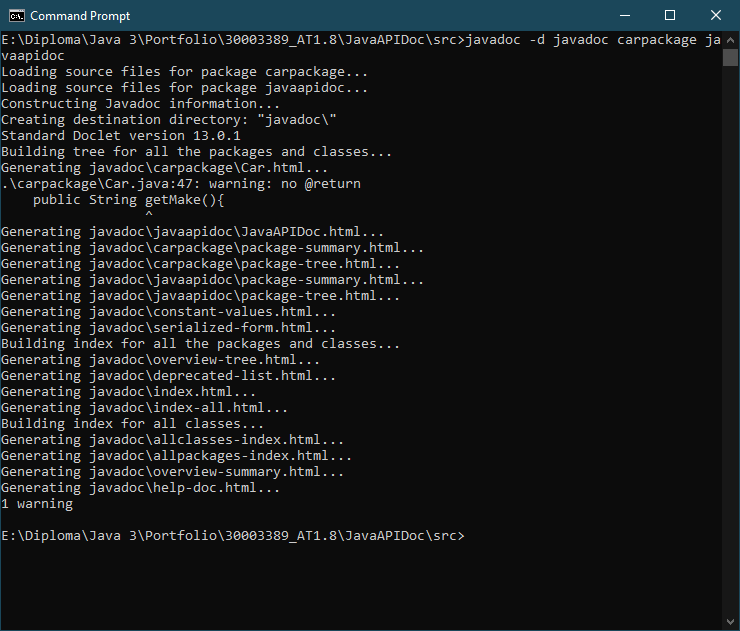 Command Prompt
E:\Diploma\Java 3\Portfolio\30003389_AT1.8\JavaAPIDoc\src>javadoc -d javadoc carpackage ja
vaapidoc
Loading source files for package carpackage...
Loading source files for package javaapidoc...
Constructing Javadoc information...
Creating destination directory: "javadoc\"
Standard Doclet version 13.0.1
Building tree for all the packages and classes...
Generating javadoc\carpackage\Car.html...
.\carpackage\Car.java:47: warning: no @return
    public String getMake(){
                  ^
Generating javadoc\javaapidoc\JavaAPIDoc.html...
Generating javadoc\carpackage\package-summary.html...
Generating javadoc\carpackage\package-tree.html...
Generating javadoc\javaapidoc\package-summary.html...
Generating javadoc\javaapidoc\package-tree.html...
Generating javadoc\constant-values.html...
Generating javadoc\serialized-form.html...
Building index for all the packages and classes...
Generating javadoc\overview-tree.html...
Generating javadoc\deprecated-list.html...
Generating javadoc\index.html...
Generating javadoc\index-all.html...
Building index for all classes...
Generating javadoc\allclasses-index.html...
Generating javadoc\allpackages-index.html...
Generating javadoc\overview-summary.html...
Generating javadoc\help-doc.html...
1 warning
E:\Diploma\Java 3\Portfolio\30003389_AT1.8\JavaAPIDoc\src>